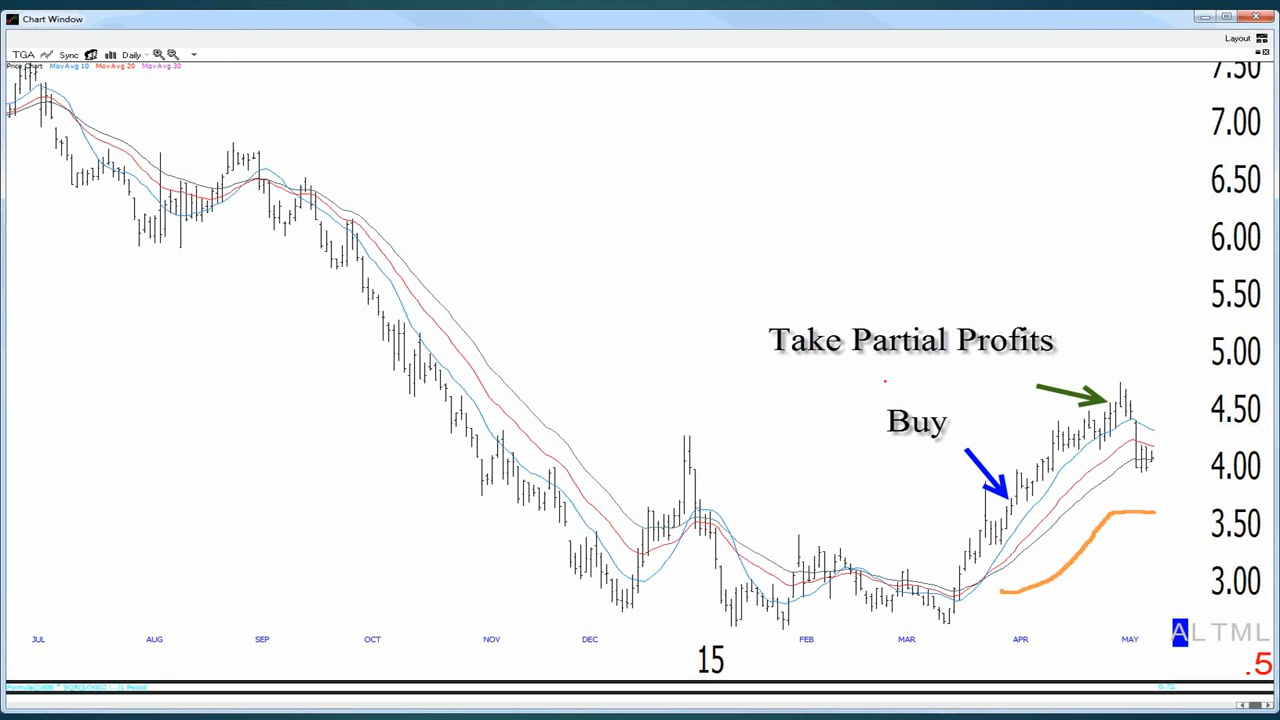 Chart Window
Layout
TGA Sync Daily
Price Chart MovAvg 10 MovAvg 20 MovAvg 30
7.50
7.00
6.50
6.00
5.50
Take Partial Profits
5.00
Buy
4.50
4.00
3.50
3.00
JUL AUG SEP OCT NOV DEC 15 FEB MAR APR MAY
ALTML
.5